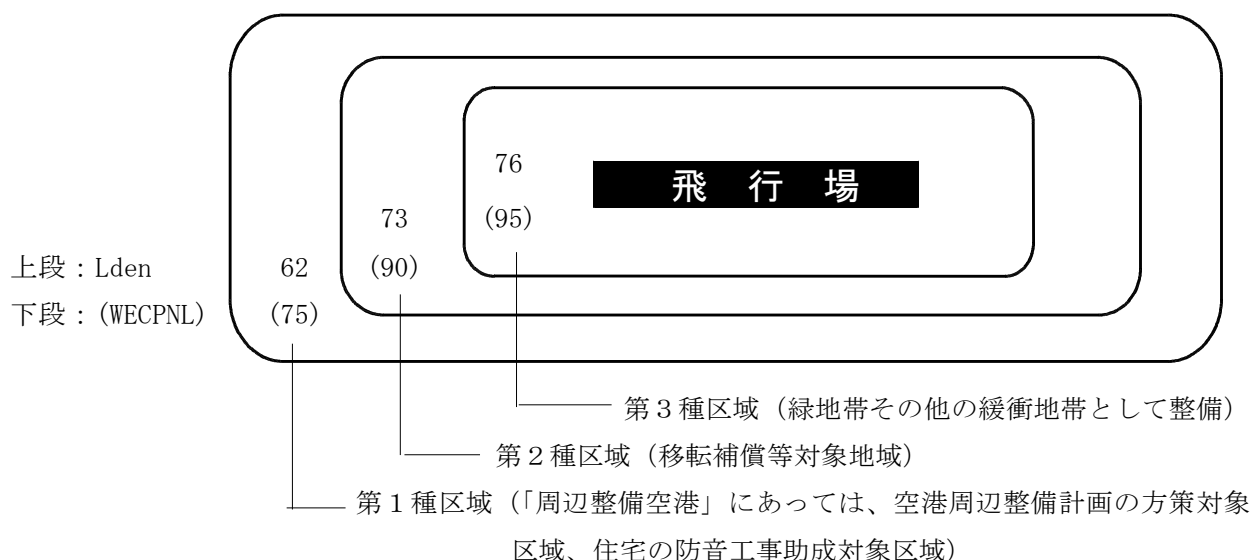 飛 行 場
76
(95)
73
(90)
上段：Lden 62
下段：(WECPNL) (75)
第３種区域（緑地帯その他の緩衝地帯として整備）
第２種区域（移転補償等対象地域）
第１種区域（「周辺整備空港」にあっては、空港周辺整備計画の方策対象
区域、住宅の防音工事助成対象区域）